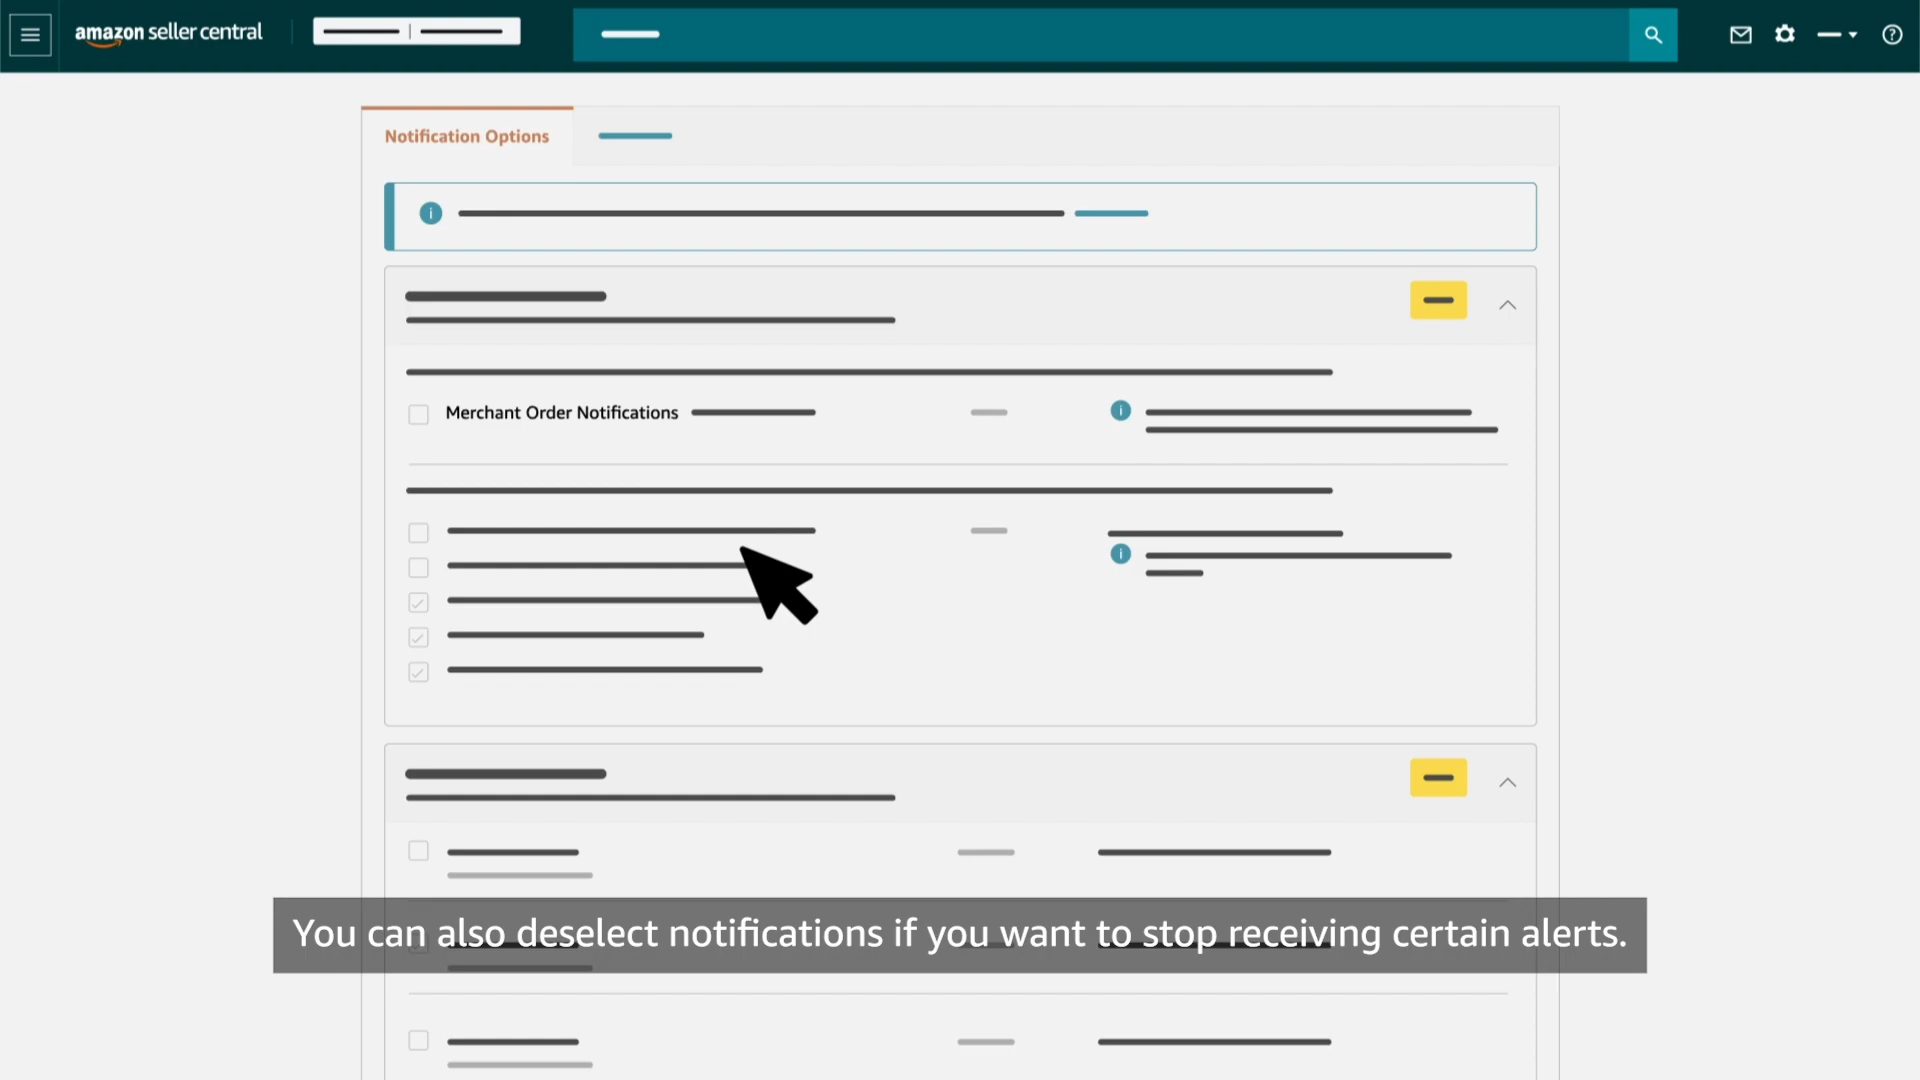 amazon seller central
Notification Options
Merchant Order Notifications
You can also deselect notifications if you want to stop receiving certain alerts.